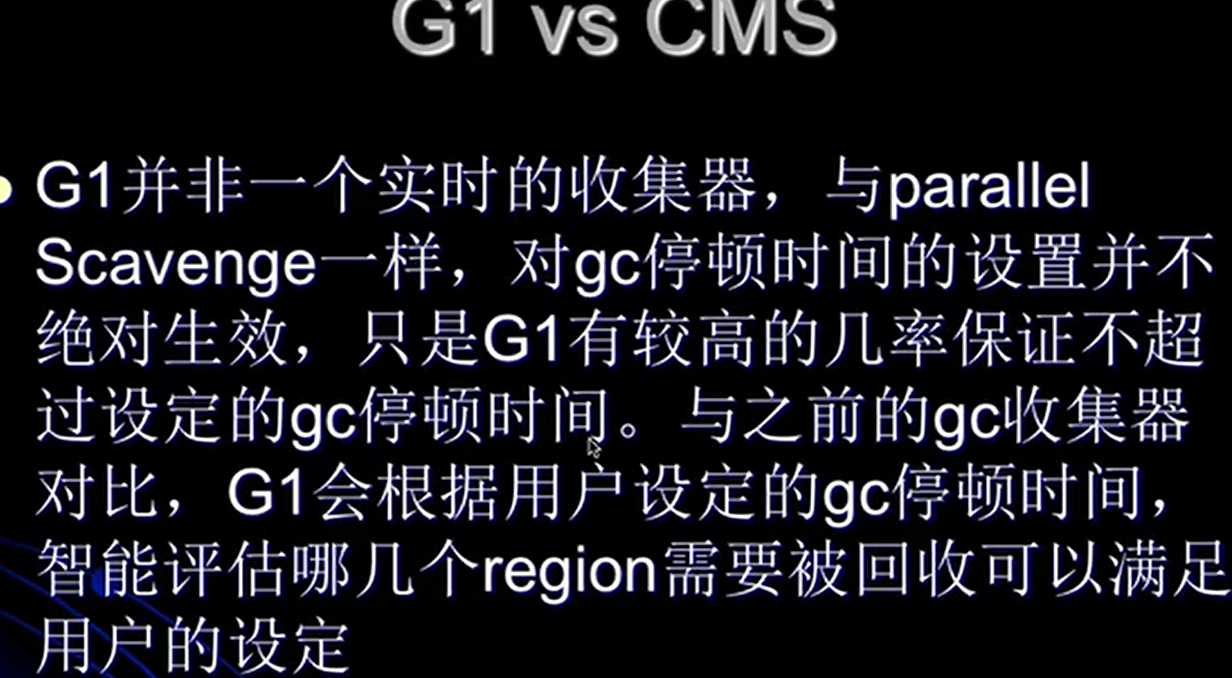 G1 vs CMS
G1并非一个实时的收集器，与parallel
Scavenge一样，对gc停顿时间的设置并不
绝对生效，只是G1有较高的几率保证不超
过设定的gc停顿时间。与之前的gc收集器
对比，G1会根据用户设定的gc停顿时间，
智能评估哪几个region需要被回收可以满足
用户的设定